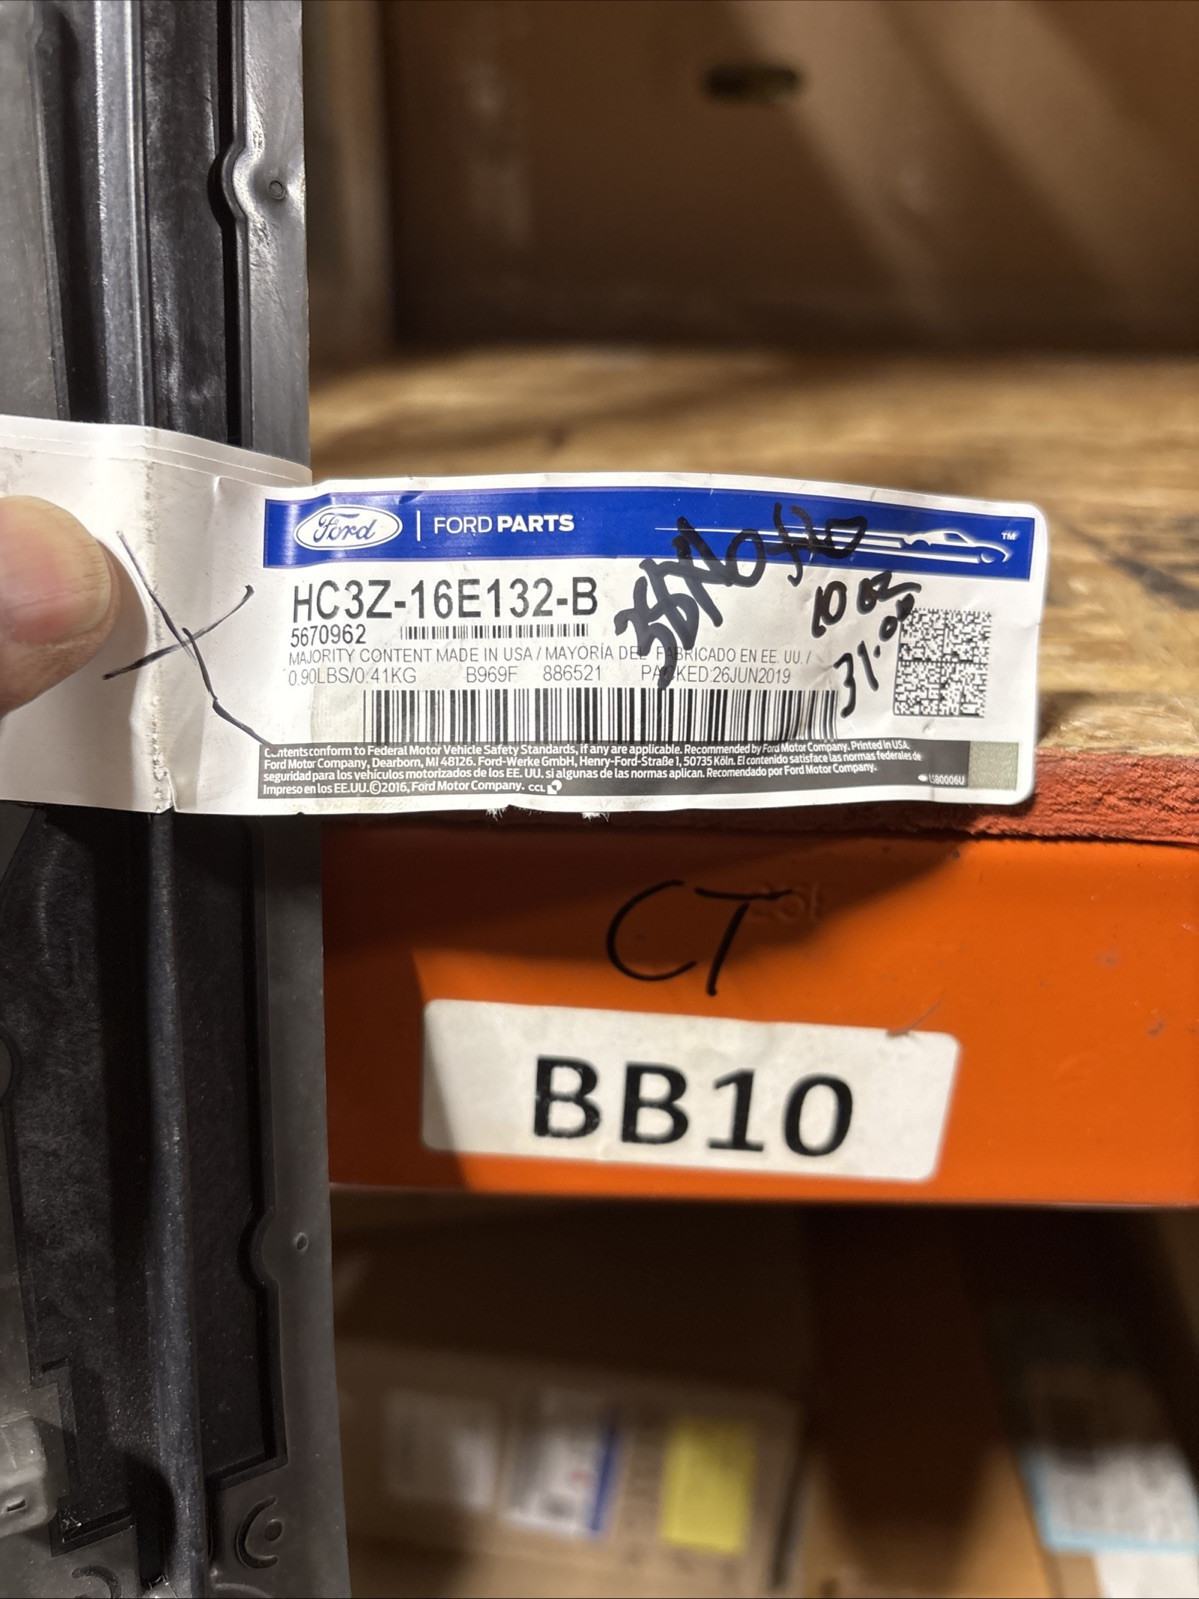 Ford | FORD PARTS
TM
HC3Z-16E132-B
10 oz
5670962
31.00
MAJORITY CONTENT MADE IN USA / MAYORÍA DEL FABRICADO EN EE. UU. /
0.90LBS/0.41KG B969F 886521 PACKED:26JUN2019
Contents conform to Federal Motor Vehicle Safety Standards, if any are applicable. Recommended by Ford Motor Company. Printed in USA.
Ford Motor Company, Dearborn, MI 48126. Ford-Werke GmbH, Henry-Ford-Straße 1, 50735 Köln. El contenido satisface las normas federales de
seguridad para los vehículos motorizados de los EE. UU. si algunas de las normas aplican. Recomendado por Ford Motor Company.
Impreso en los EE.UU.©2016, Ford Motor Company. CCL
CT
BB10